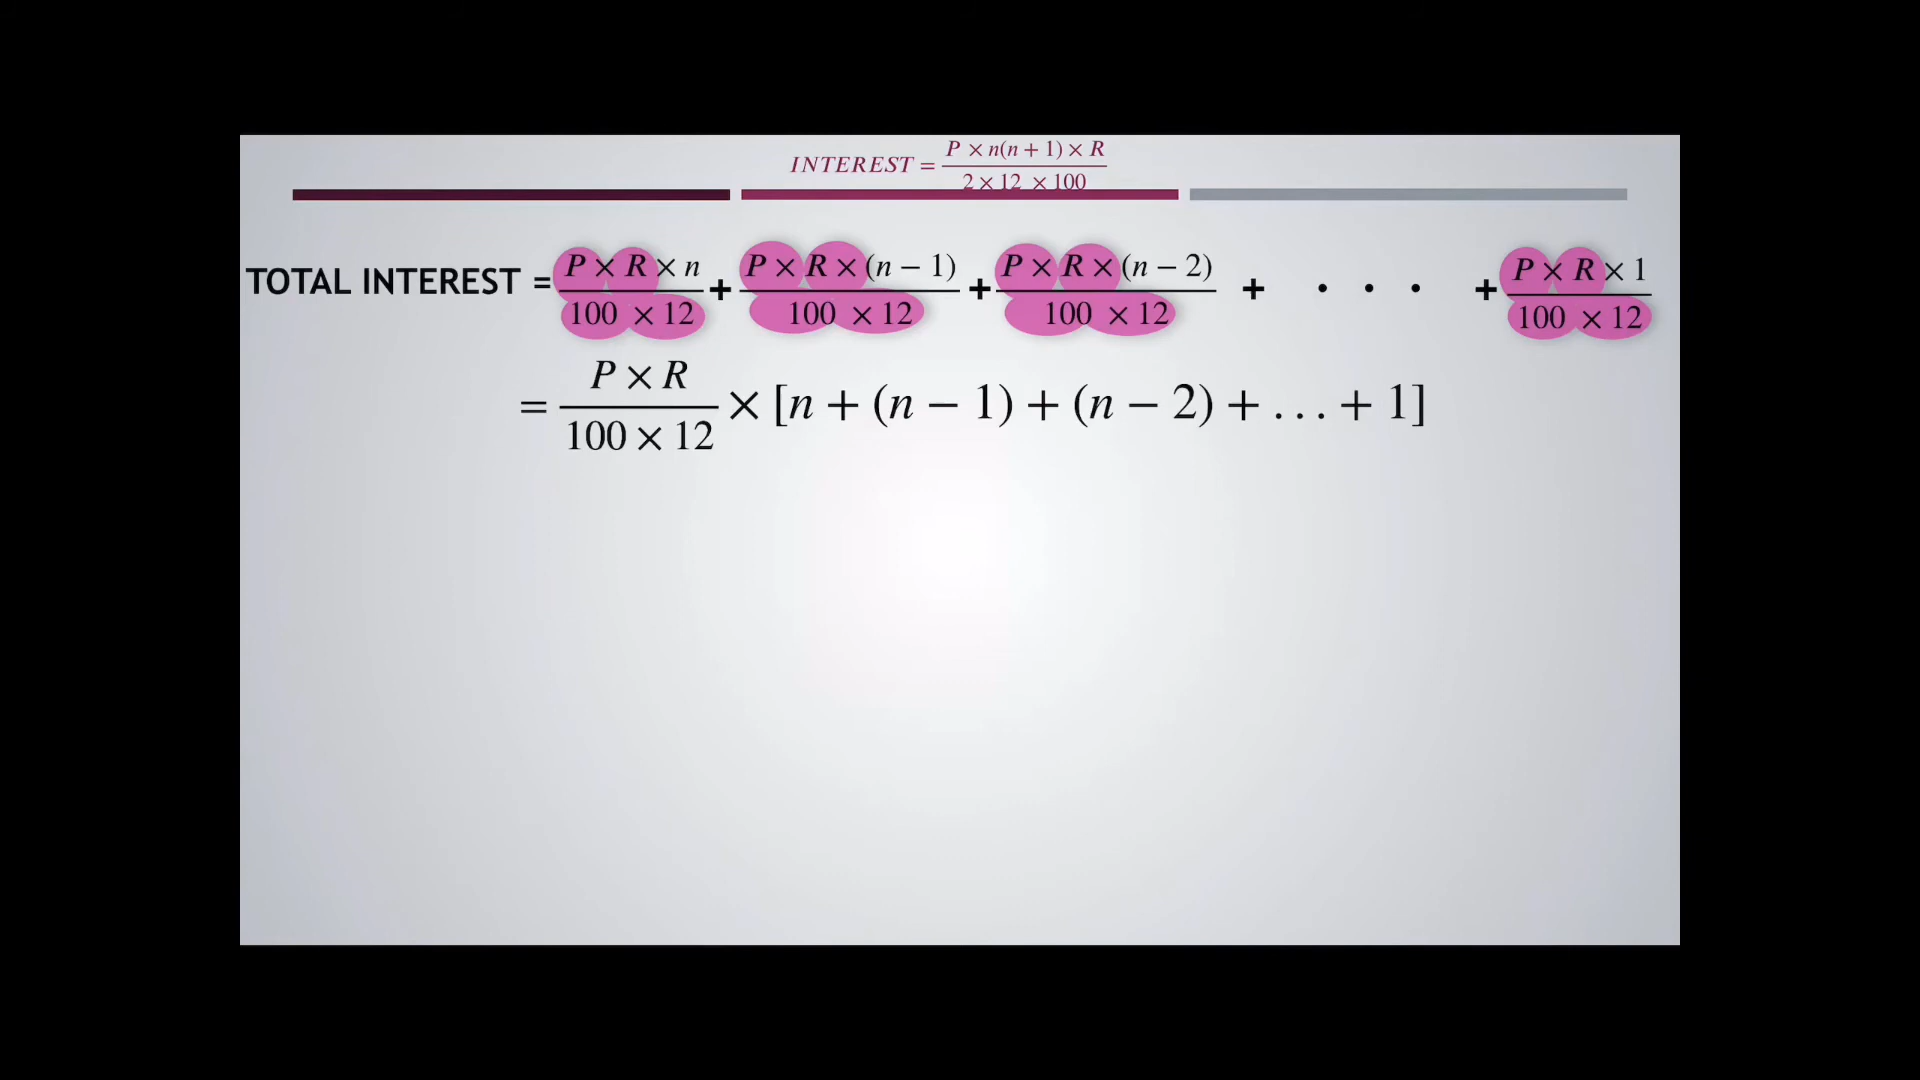 INTEREST = P × n(n + 1) × R / 2 × 12 × 100
TOTAL INTEREST = P × R × n / 100 × 12 + P × R × (n − 1) / 100 × 12 + P × R × (n − 2) / 100 × 12 + . . . + P × R × 1 / 100 × 12
= P × R / 100 × 12 × [n + (n − 1) + (n − 2) + . . . + 1]